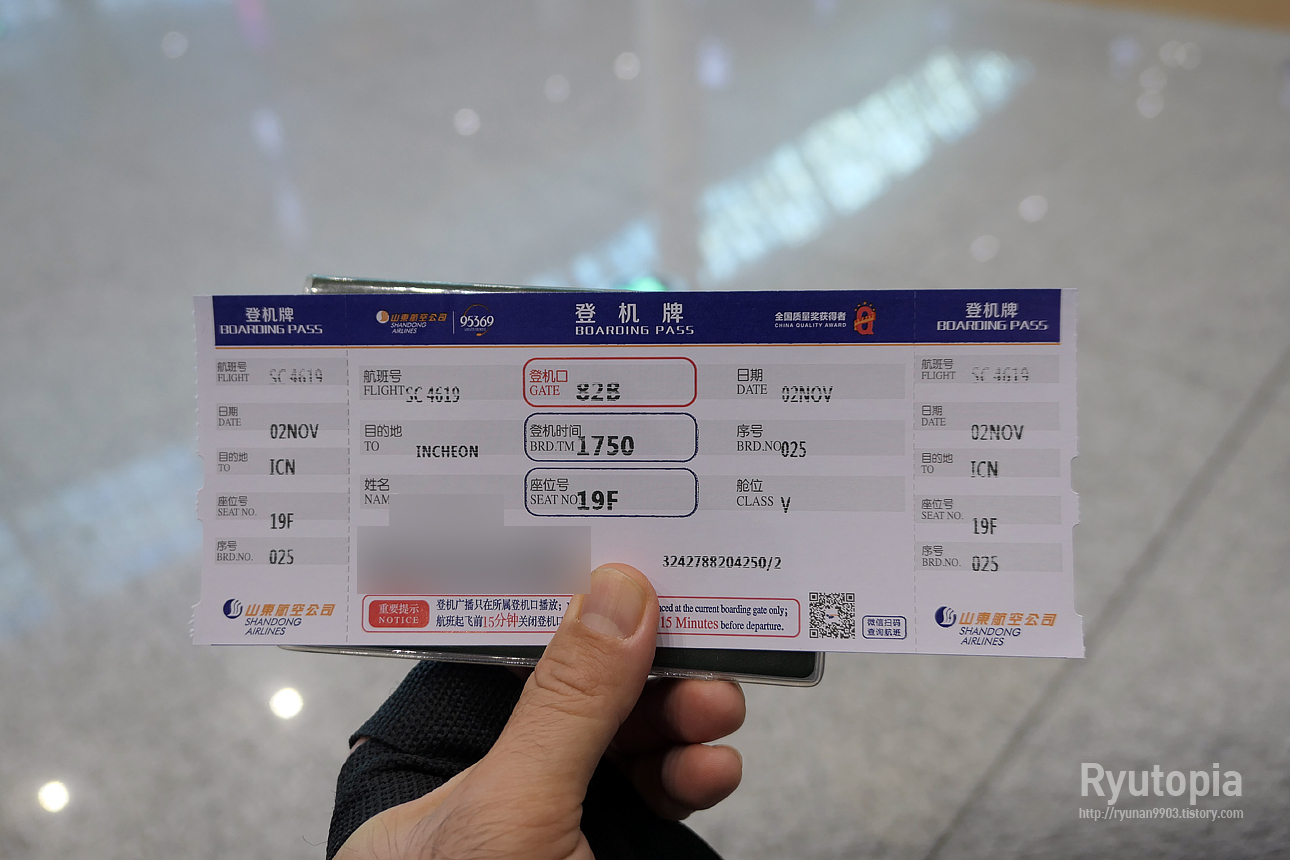 登机牌
BOARDING PASS
航班号
FLIGHT SC 4619
日期
DATE 02NOV
目的地
TO ICN
座位号
SEAT NO. 19F
序号
BRD.NO. 025
山東航空公司
SHANDONG
AIRLINES
山東航空公司
SHANDONG
AIRLINES
95369
登机牌
BOARDING PASS
全国质量奖获得者
CHINA QUALITY AWARD
航班号
FLIGHT SC 4619
登机口
GATE 82B
日期
DATE 02NOV
目的地
TO INCHEON
登机时间
BRD.TM 1750
序号
BRD.NO 025
姓名
NAM
座位号
SEAT NO 19F
舱位
CLASS V
3242788204250/2
重要提示
NOTICE
登机广播只在所属登机口播放;
航班起飞前15分钟关闭登机口
nced at the current boarding gate only;
15 Minutes before departure.
微信扫码
查询航班
登机牌
BOARDING PASS
航班号
FLIGHT SC 4619
日期
DATE 02NOV
目的地
TO ICN
座位号
SEAT NO. 19F
序号
BRD.NO. 025
山東航空公司
SHANDONG
AIRLINES
Ryutopia
http://ryunan9903.tistory.com